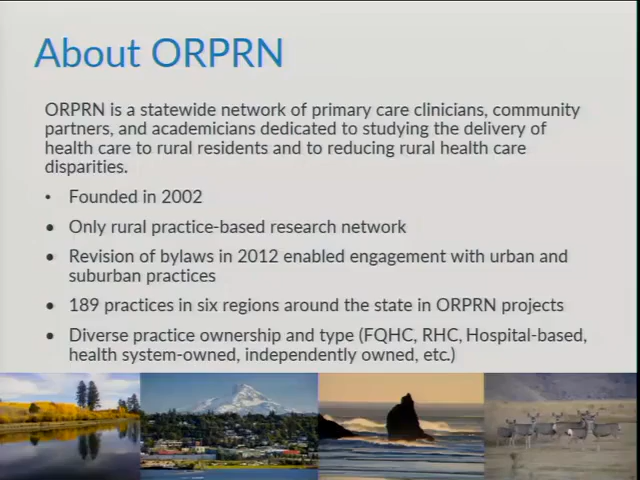 About ORPRN
ORPRN is a statewide network of primary care clinicians, community
partners, and academicians dedicated to studying the delivery of
health care to rural residents and to reducing rural health care
disparities.
• Founded in 2002
• Only rural practice-based research network
• Revision of bylaws in 2012 enabled engagement with urban and
suburban practices
• 189 practices in six regions around the state in ORPRN projects
• Diverse practice ownership and type (FQHC, RHC, Hospital-based,
health system-owned, independently owned, etc.)